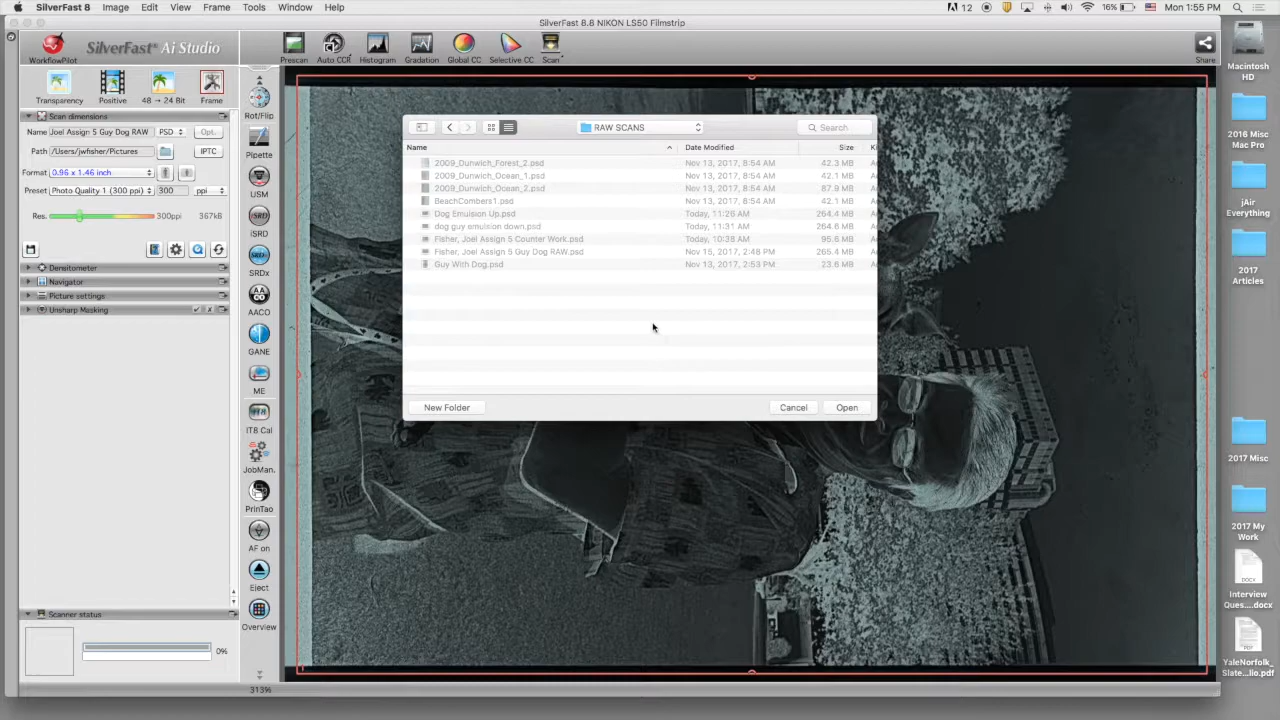 SilverFast 8 Image Edit View Frame Tools Window Help 12 16% Mon 1:55 PM
SilverFast 8.8 NIKON LS50 Filmstrip
WorkflowPilot SilverFast® Ai Studio Prescan Auto CCR Histogram Gradation Global CC Selective CC Scan Share
Transparency Positive 48 → 24 Bit Frame
Scan dimensions
Name Joel Assign 5 Guy Dog RAW PSD Opt.
Path /Users/jwfisher/Pictures IPTC
Format 0.96 x 1.46 inch
Preset Photo Quality 1 (300 ppi) 300 ppi
Res. 300ppi 367kB
Densitometer
Navigator
Picture settings
Unsharp Masking
Scanner status
0%
Rot/Flip
Pipette
USM
iSRD
SRDx
AACO
GANE
ME
IT8
IT8 Cal
JobMan.
PrinTao
AF on
Eject
Overview
313%
RAW SCANS Search
Name Date Modified Size Ki
2009_Dunwich_Forest_2.psd Nov 13, 2017, 8:54 AM 42.3 MB
2009_Dunwich_Ocean_1.psd Nov 13, 2017, 8:54 AM 42.1 MB
2009_Dunwich_Ocean_2.psd Nov 13, 2017, 8:54 AM 87.9 MB
BeachCombers1.psd Nov 13, 2017, 8:54 AM 42.1 MB
Dog Emulsion Up.psd Today, 11:26 AM 264.4 MB
dog guy emulsion down.psd Today, 11:31 AM 264.6 MB
Fisher, Joel Assign 5 Counter Work.psd Today, 10:38 AM 95.6 MB
Fisher, Joel Assign 5 Guy Dog RAW.psd Nov 15, 2017, 2:48 PM 265.4 MB
Guy With Dog.psd Nov 13, 2017, 2:53 PM 23.6 MB
New Folder Cancel Open
Macintosh
HD
2016 Misc
Mac Pro
jAir
Everything
2017
Articles
2017 Misc
2017 My
Work
DOCX
Interview
Ques....docx
PDF
YaleNorfolk_
Slate...lio.pdf